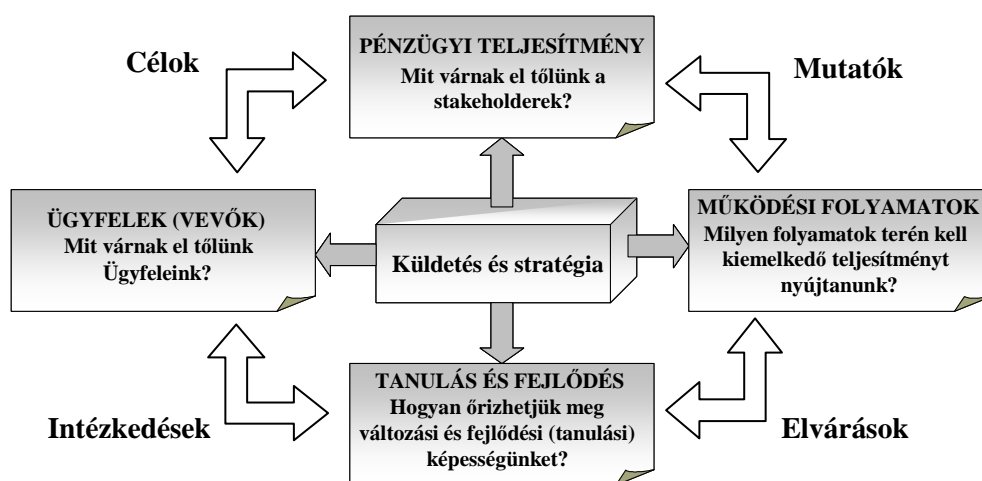 Célok
PÉNZÜGYI TELJESÍTMÉNY
Mit várnak el tőlünk a
stakeholderek?
Mutatók
ÜGYFELEK (VEVŐK)
Mit várnak el tőlünk
Ügyfeleink?
Küldetés és stratégia
MŰKÖDÉSI FOLYAMATOK
Milyen folyamatok terén kell
kiemelkedő teljesítményt
nyújtanunk?
Intézkedések
TANULÁS ÉS FEJLŐDÉS
Hogyan őrizhetjük meg
változási és fejlődési (tanulási)
képességünket?
Elvárások